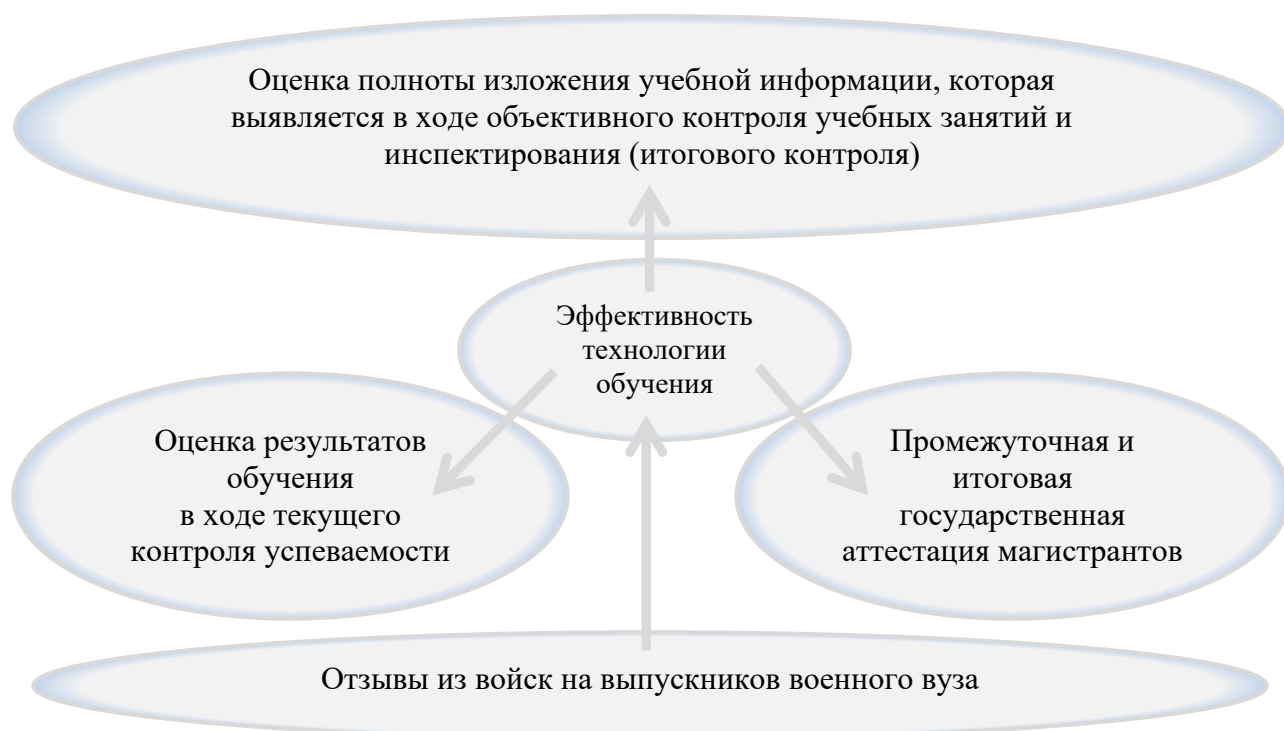 Оценка полноты изложения учебной информации, которая
выявляется в ходе объективного контроля учебных занятий и
инспектирования (итогового контроля)
Эффективность
технологии
обучения
Оценка результатов
обучения
в ходе текущего
контроля успеваемости
Промежуточная и
итоговая
государственная
аттестация магистрантов
Отзывы из войск на выпускников военного вуза